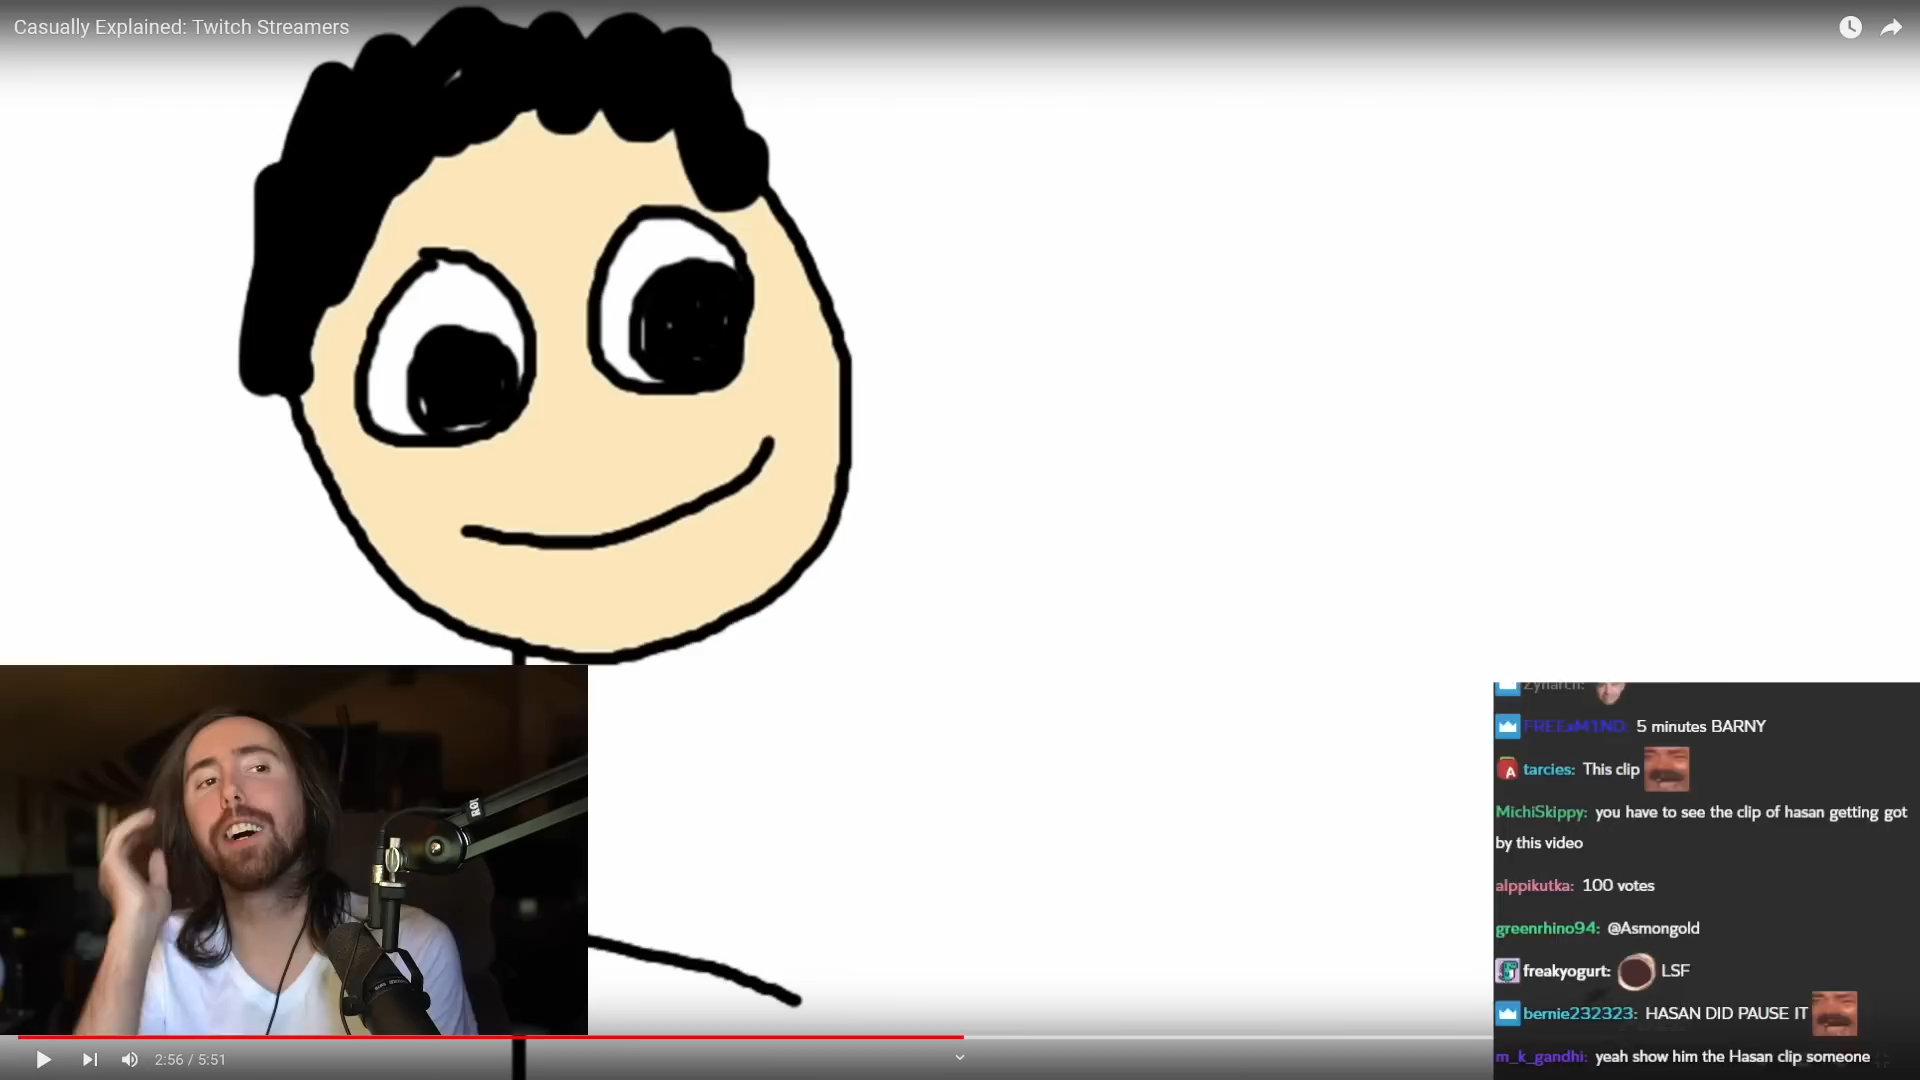 Casually Explained: Twitch Streamers
Zynarch:
FREExM1ND: 5 minutes BARNY
tarcies: This clip
MichiSkippy: you have to see the clip of hasan getting got
by this video
alppikutka: 100 votes
greenrhino94: @Asmongold
freakyogurt: LSF
bernie232323: HASAN DID PAUSE IT
m_k_gandhi: yeah show him the Hasan clip someone
2:56 / 5:51